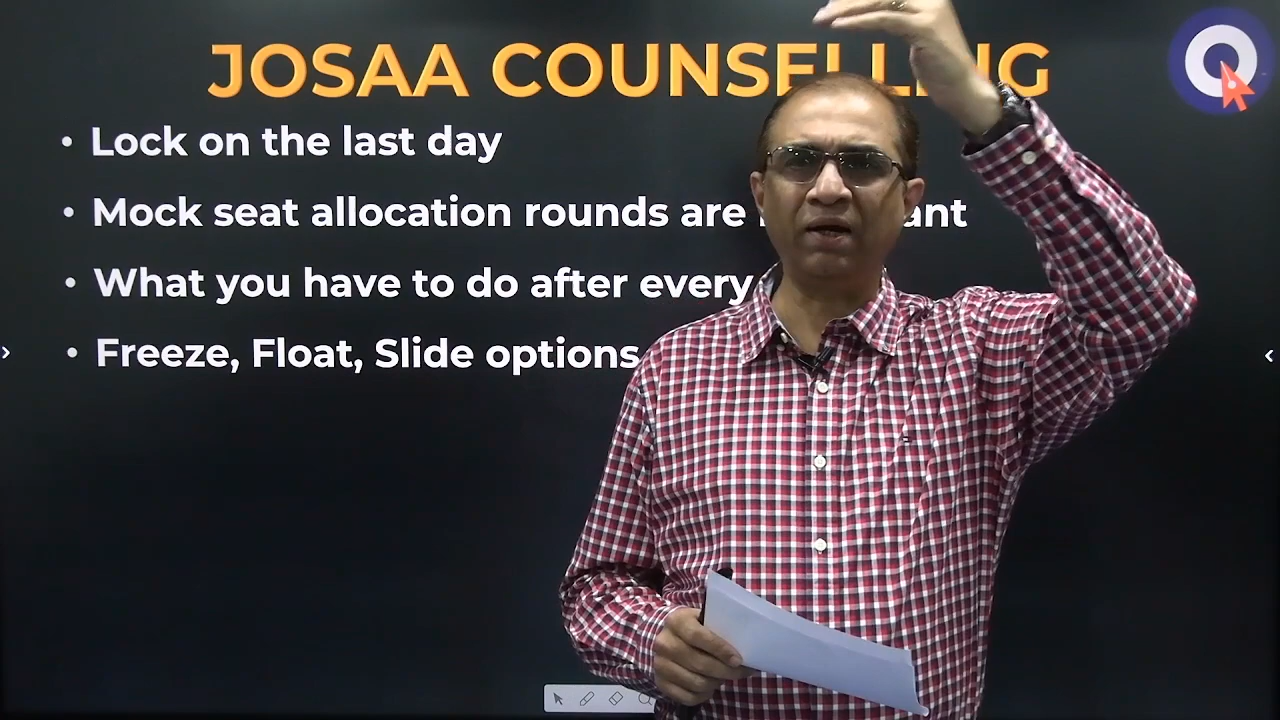 JOSAA COUNSELLING
• Lock on the last day
• Mock seat allocation rounds are
• What you have to do after every
• Freeze, Float, Slide options